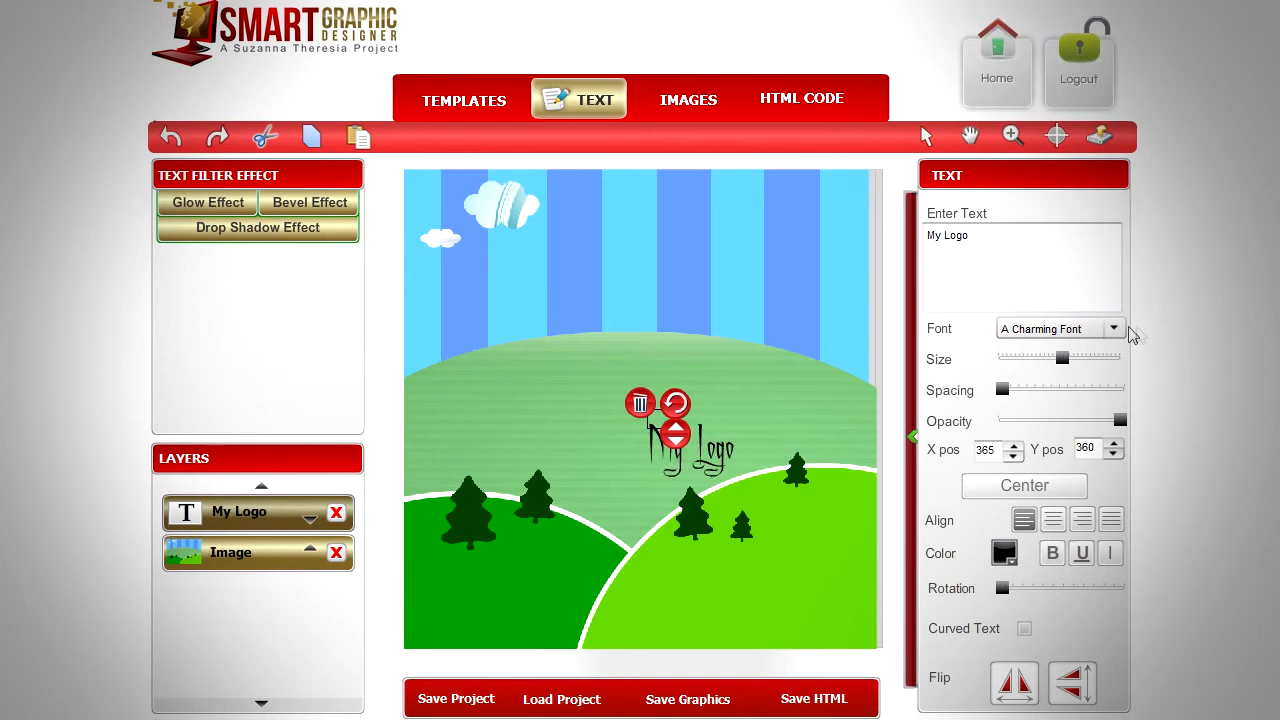 SMART GRAPHIC DESIGNER
A Suzanna Theresia Project
Home
Logout
TEMPLATES
TEXT
IMAGES
HTML CODE
TEXT FILTER EFFECT
Glow Effect
Bevel Effect
Drop Shadow Effect
LAYERS
T My Logo X
Image X
My Logo
TEXT
Enter Text
My Logo
Font A Charming Font
Size
Spacing
Opacity
X pos 365 Y pos 360
Center
Align
Color B U I
Rotation
Curved Text
Flip
Save Project
Load Project
Save Graphics
Save HTML